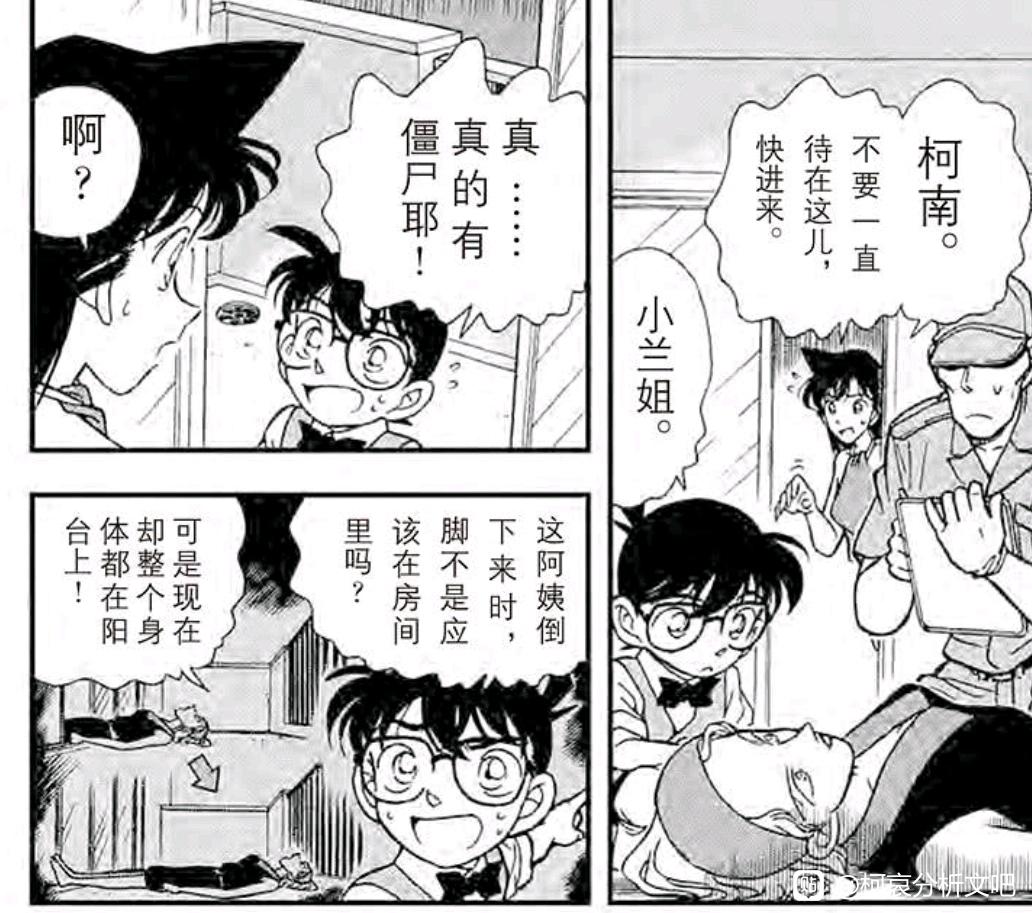 柯南。
不要一直
待在这儿,
快进来。
小兰姐。
真……
真的有
僵尸耶!
啊?
这阿姨倒
下来时,
脚不是应
该在房间
里吗?
可是现在
却整个身
体都在阳
台上!
贴 @柯哀分析文吧